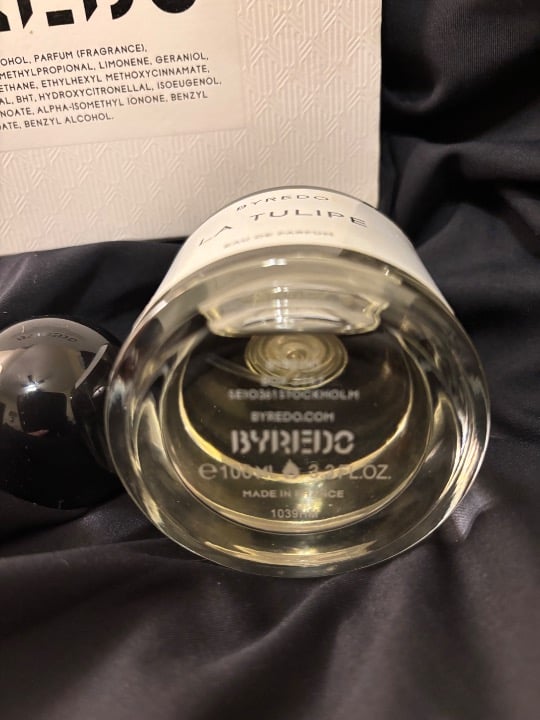 BYREDO
OHOL, PARFUM (FRAGRANCE),
METHYLPROPIONAL, LIMONENE, GERANIOL,
ETHANE, ETHYLHEXYL METHOXYCINNAMATE,
AL, BHT, HYDROXYCITRONELLAL, ISOEUGENOL,
NOATE, ALPHA-ISOMETHYL IONONE, BENZYL
ATE, BENZYL ALCOHOL.
BYREDO
LA TULIPE
EAU DE PARFUM
STOCKHOLM
BYREDO.COM
BYREDO
℮100ML 3.3 FL.OZ.
MADE IN FRANCE